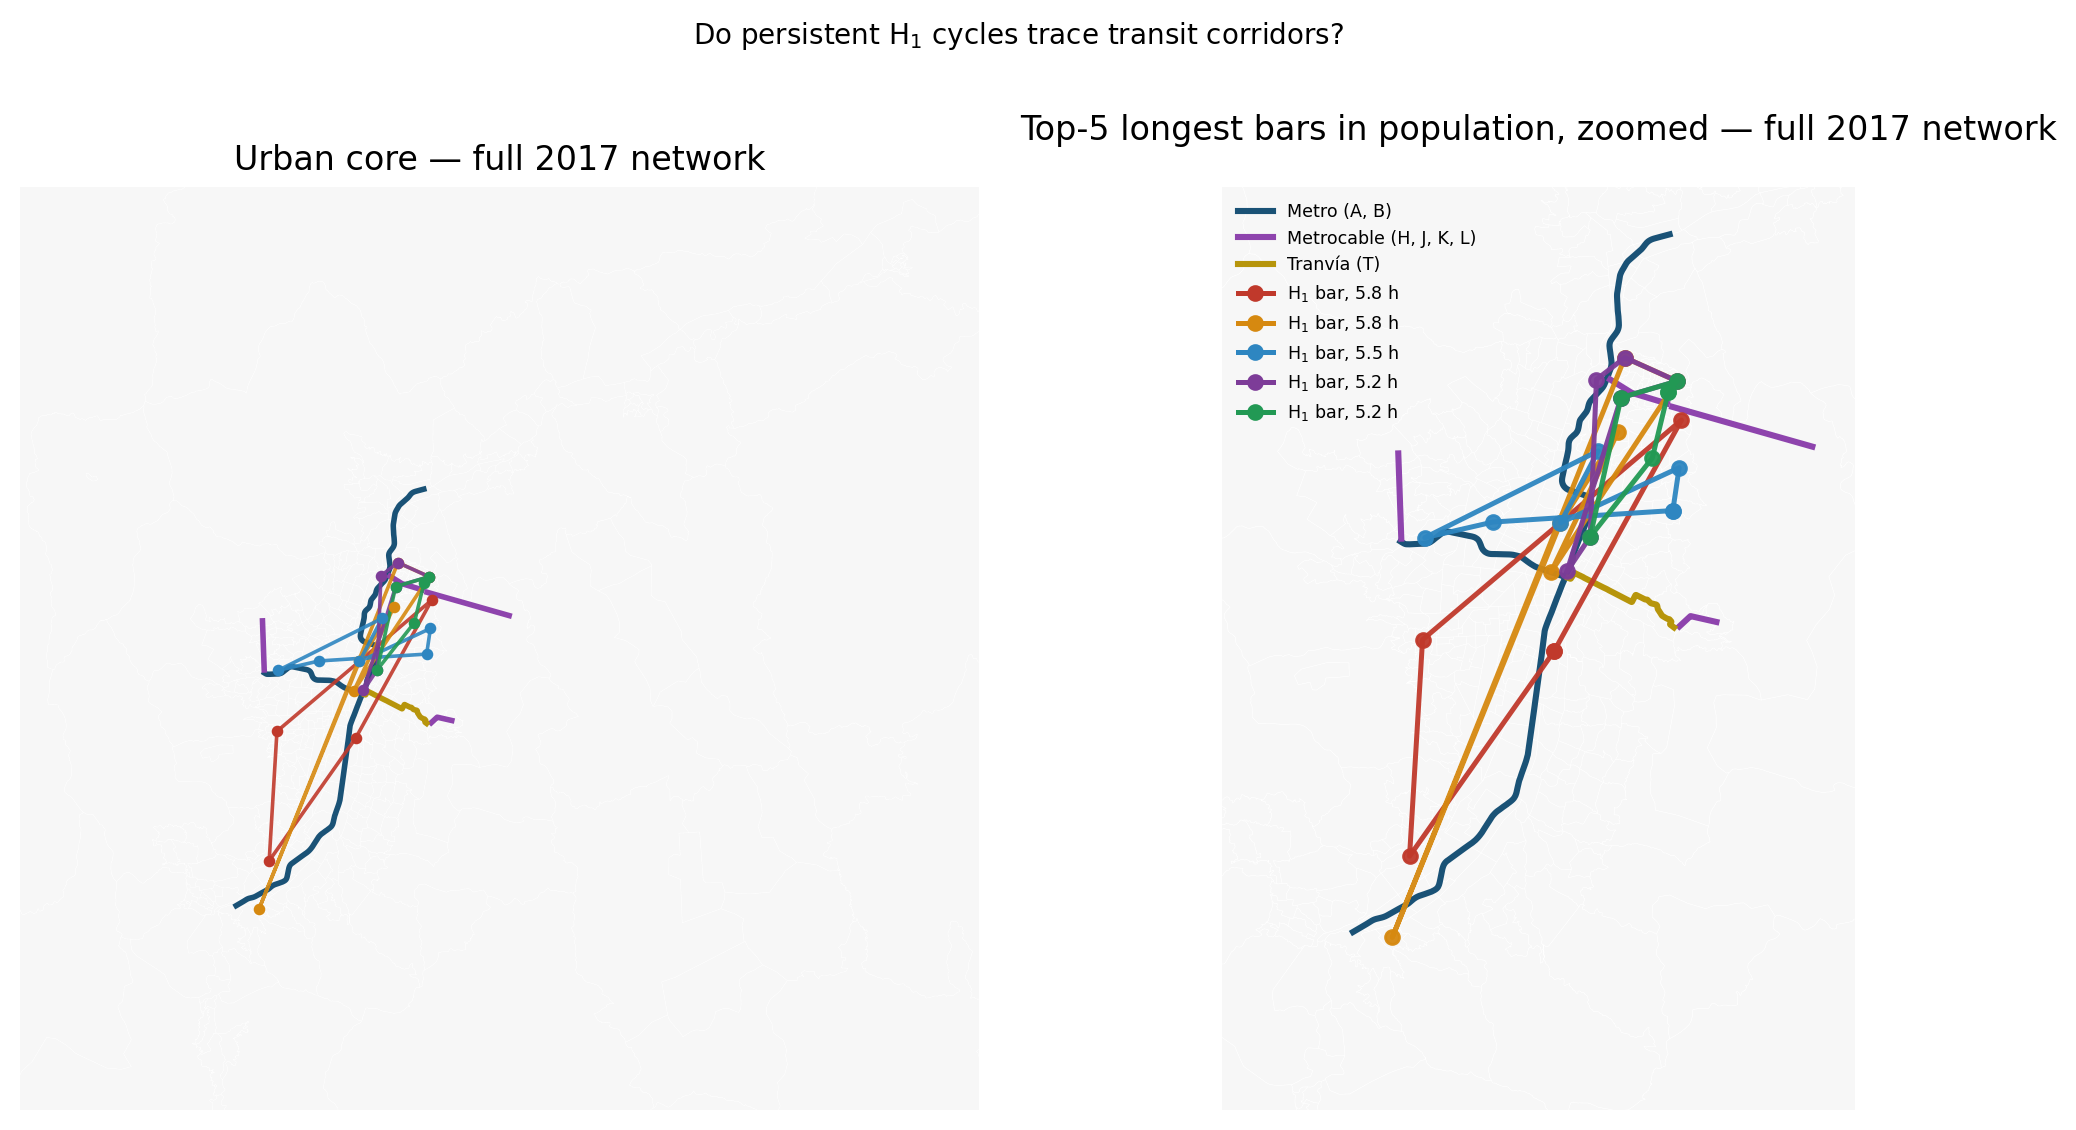 Do persistent H₁ cycles trace transit corridors?
Urban core — full 2017 network
Top-5 longest bars in population, zoomed — full 2017 network
Metro (A, B)
Metrocable (H, J, K, L)
Tranvía (T)
H₁ bar, 5.8 h
H₁ bar, 5.8 h
H₁ bar, 5.5 h
H₁ bar, 5.2 h
H₁ bar, 5.2 h